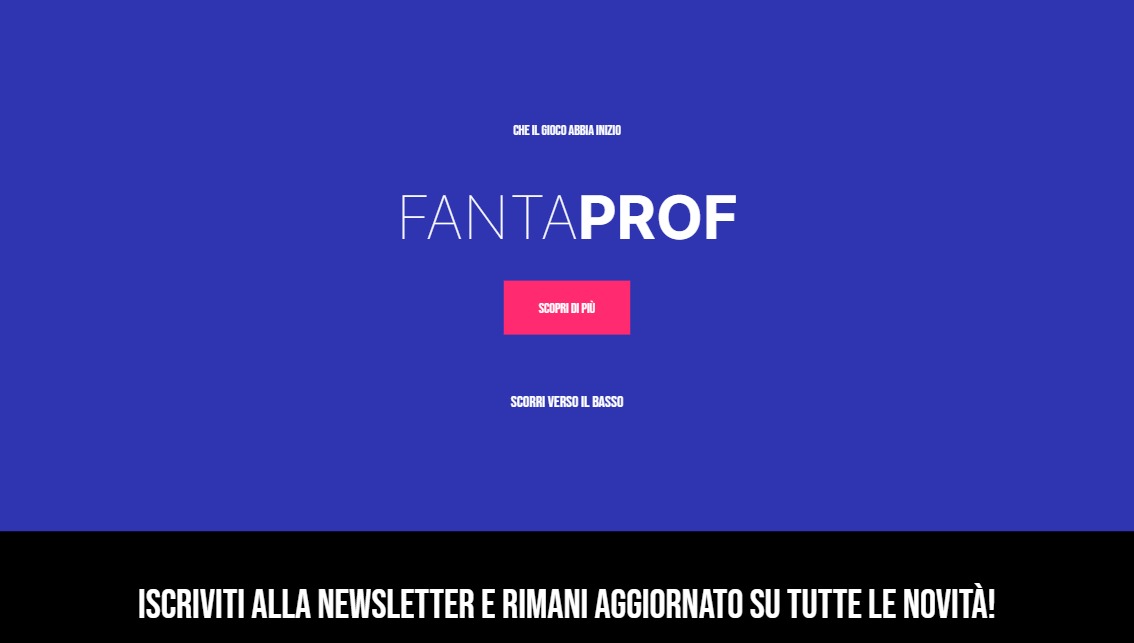 CHE IL GIOCO ABBIA INIZIO
FANTAPROF
SCOPRI DI PIÙ
SCORRI VERSO IL BASSO
ISCRIVITI ALLA NEWSLETTER E RIMANI AGGIORNATO SU TUTTE LE NOVITÀ!